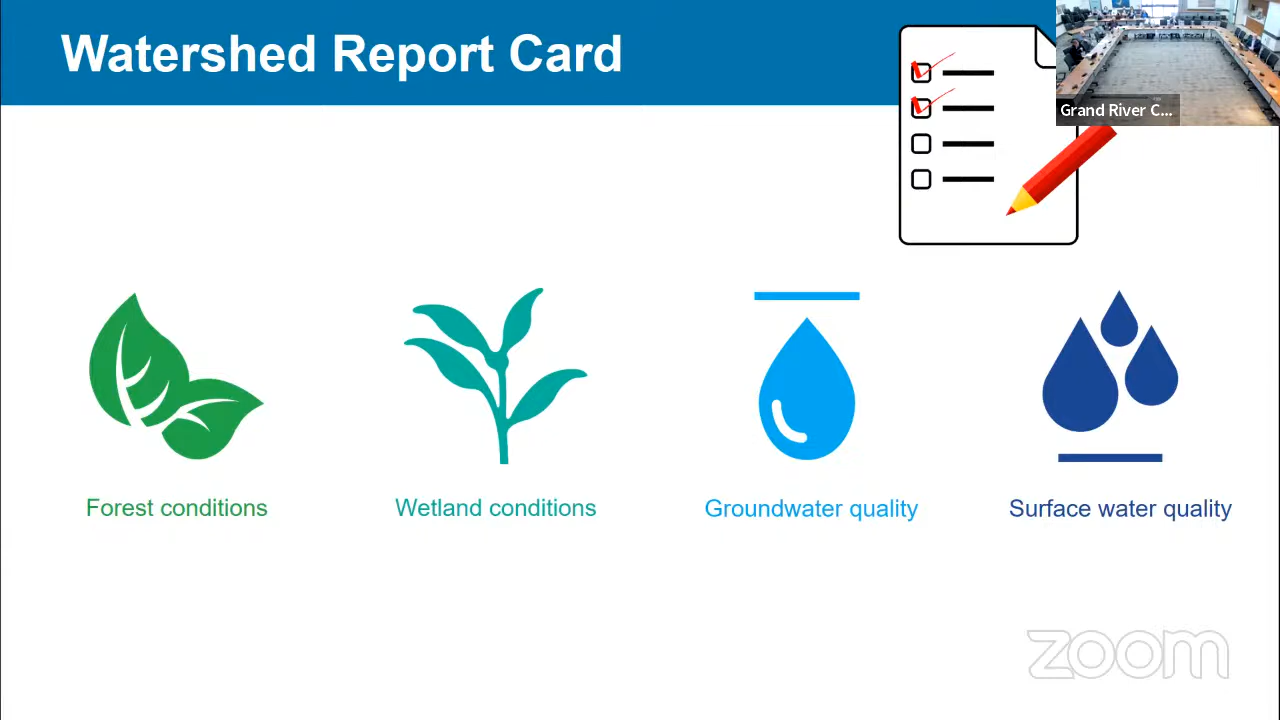 Watershed Report Card
Grand River C...
Forest conditions
Wetland conditions
Groundwater quality
Surface water quality
zoom